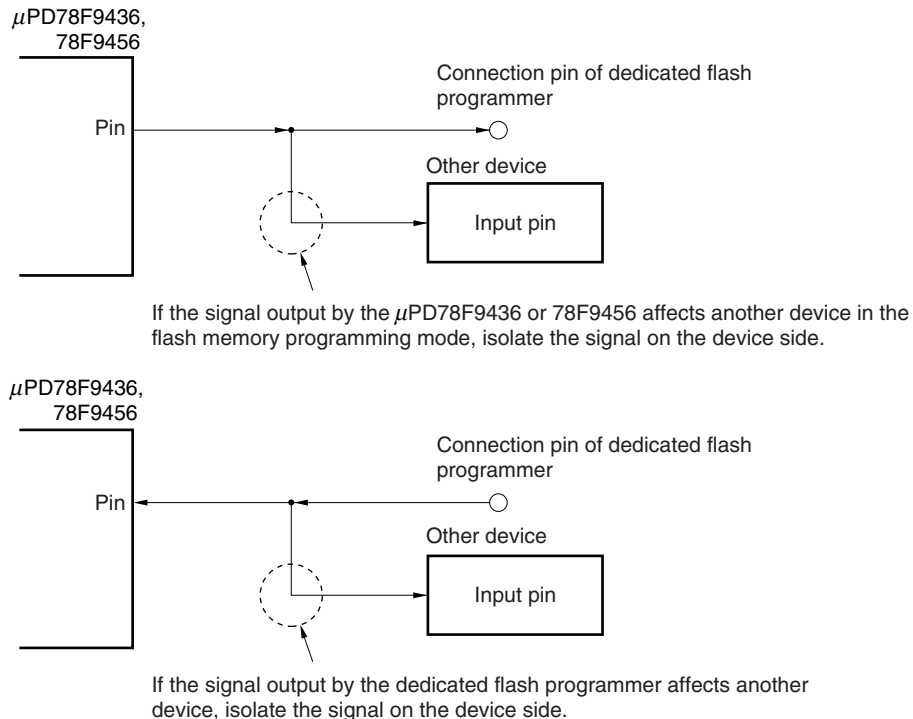 μPD78F9436,
78F9456
Connection pin of dedicated flash
programmer
Pin
Other device
Input pin
If the signal output by the μPD78F9436 or 78F9456 affects another device in the
flash memory programming mode, isolate the signal on the device side.
μPD78F9436,
78F9456
Connection pin of dedicated flash
programmer
Pin
Other device
Input pin
If the signal output by the dedicated flash programmer affects another
device, isolate the signal on the device side.